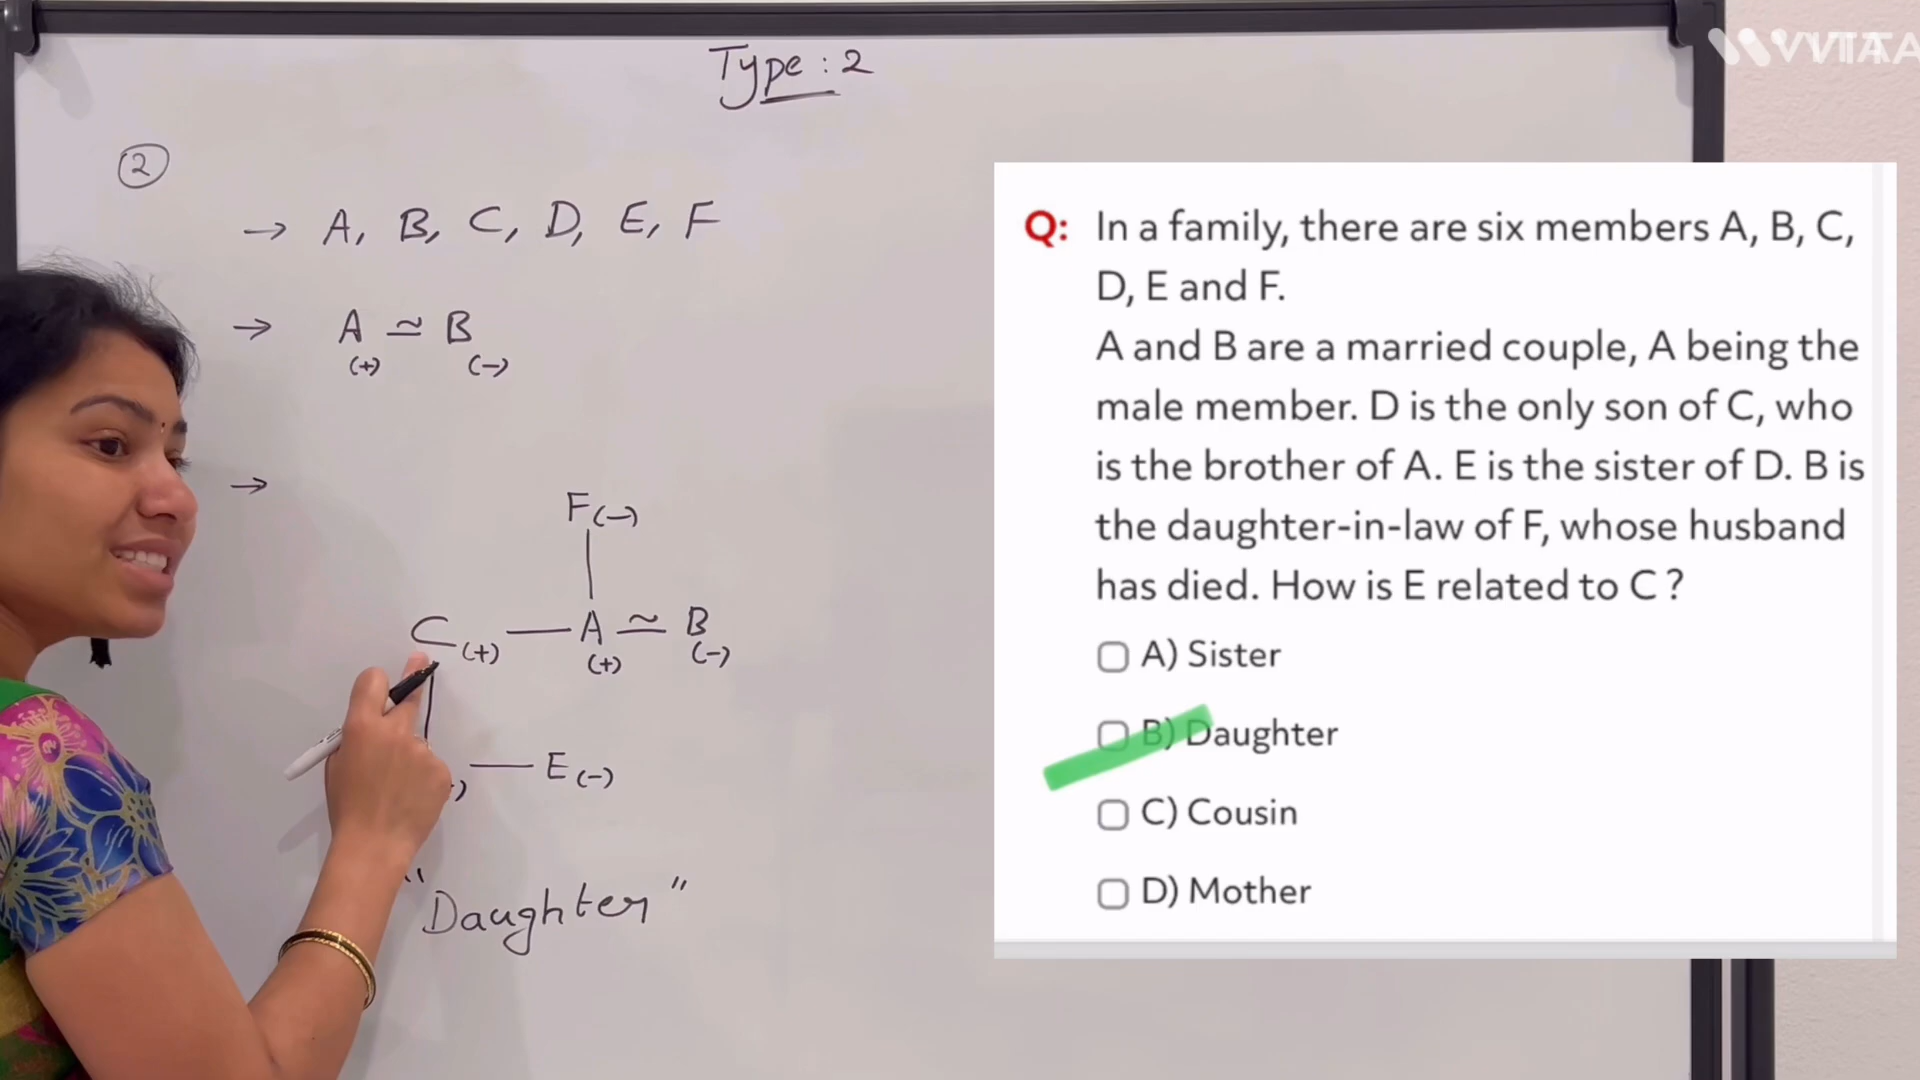 Type : 2
VITA
2
→ A, B, C, D, E, F
→ A ≃ B
(+) (-)
→
F(-)
C(+) — A ≃ B
(+) (-)
— E(-)
"Daughter"
Q: In a family, there are six members A, B, C,
D, E and F.
A and B are a married couple, A being the
male member. D is the only son of C, who
is the brother of A. E is the sister of D. B is
the daughter-in-law of F, whose husband
has died. How is E related to C ?
A) Sister
B) Daughter
C) Cousin
D) Mother